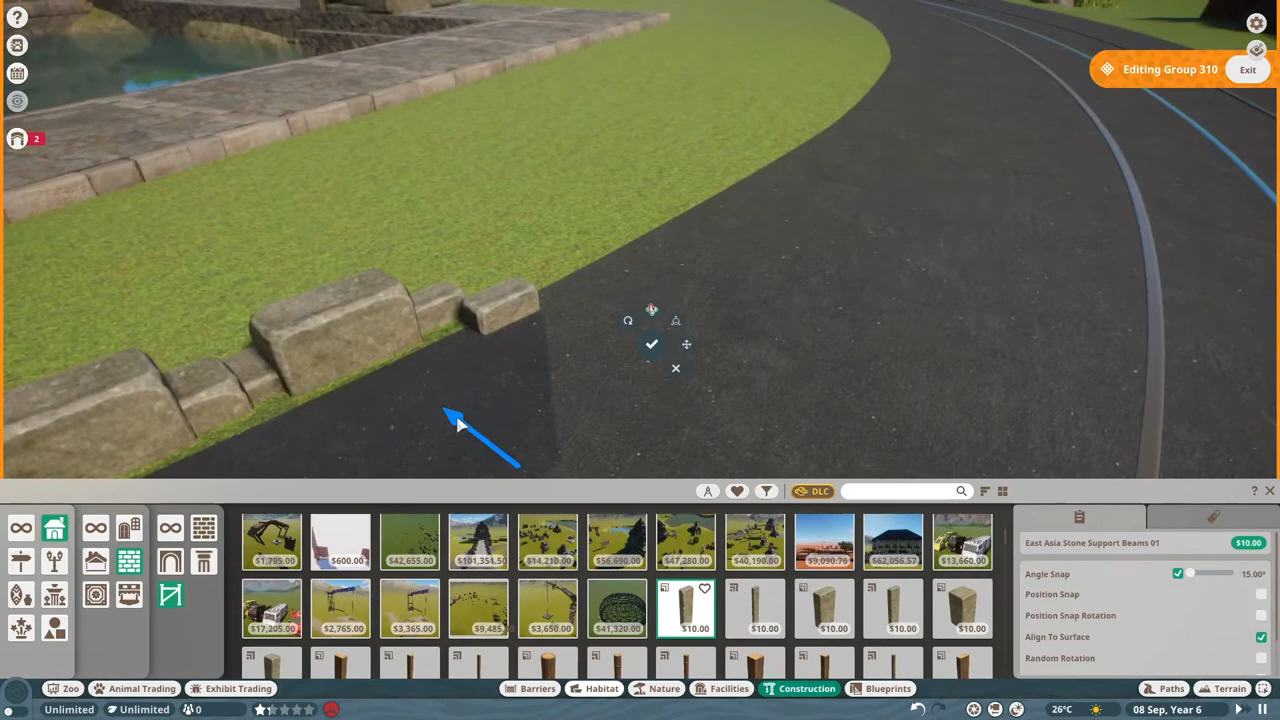 Editing Group 310
Exit
2
DLC
$1,795.00
$600.00
$42,655.00
$101,354.50
$14,210.00
$56,690.00
$47,280.00
$40,190.00
$9,090.76
$62,056.57
$13,660.00
$17,205.00
$2,765.00
$3,365.00
$9,485
$3,650.00
$41,320.00
$10.00
$10.00
$10.00
$10.00
$10.00
East Asia Stone Support Beams 01
$10.00
Angle Snap
15.00°
Position Snap
Position Snap Rotation
Align To Surface
Random Rotation
Zoo
Animal Trading
Exhibit Trading
Barriers
Habitat
Nature
Facilities
Construction
Blueprints
Paths
Terrain
Unlimited
Unlimited
0
26°C
08 Sep, Year 6